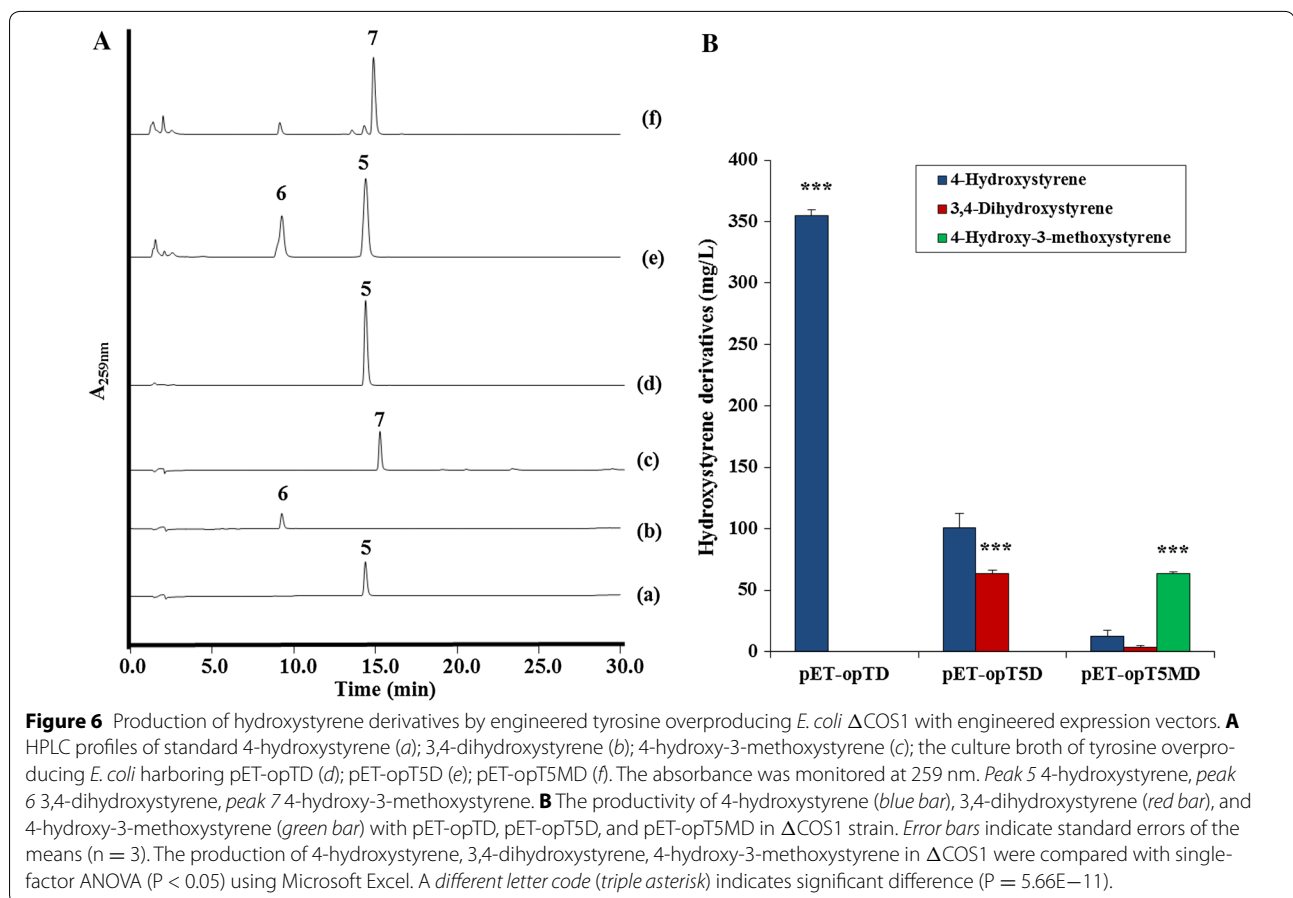 A
7
(f)
5
6
(e)
5
(d)
7
(c)
6
(b)
5
(a)
A259nm
0.0 5.0 10.0 15.0 20.0 25.0 30.0
Time (min)
B
Hydroxystyrene derivatives (mg/L)
400
350
300
250
200
150
100
50
0
4-Hydroxystyrene
3,4-Dihydroxystyrene
4-Hydroxy-3-methoxystyrene
***
***
***
pET-opTD pET-opT5D pET-opT5MD
Figure 6 Production of hydroxystyrene derivatives by engineered tyrosine overproducing E. coli ΔCOS1 with engineered expression vectors. A
HPLC profiles of standard 4-hydroxystyrene (a); 3,4-dihydroxystyrene (b); 4-hydroxy-3-methoxystyrene (c); the culture broth of tyrosine overpro-
ducing E. coli harboring pET-opTD (d); pET-opT5D (e); pET-opT5MD (f). The absorbance was monitored at 259 nm. Peak 5 4-hydroxystyrene, peak
6 3,4-dihydroxystyrene, peak 7 4-hydroxy-3-methoxystyrene. B The productivity of 4-hydroxystyrene (blue bar), 3,4-dihydroxystyrene (red bar), and
4-hydroxy-3-methoxystyrene (green bar) with pET-opTD, pET-opT5D, and pET-opT5MD in ΔCOS1 strain. Error bars indicate standard errors of the
means (n = 3). The production of 4-hydroxystyrene, 3,4-dihydroxystyrene, 4-hydroxy-3-methoxystyrene in ΔCOS1 were compared with single-
factor ANOVA (P < 0.05) using Microsoft Excel. A different letter code (triple asterisk) indicates significant difference (P = 5.66E−11).